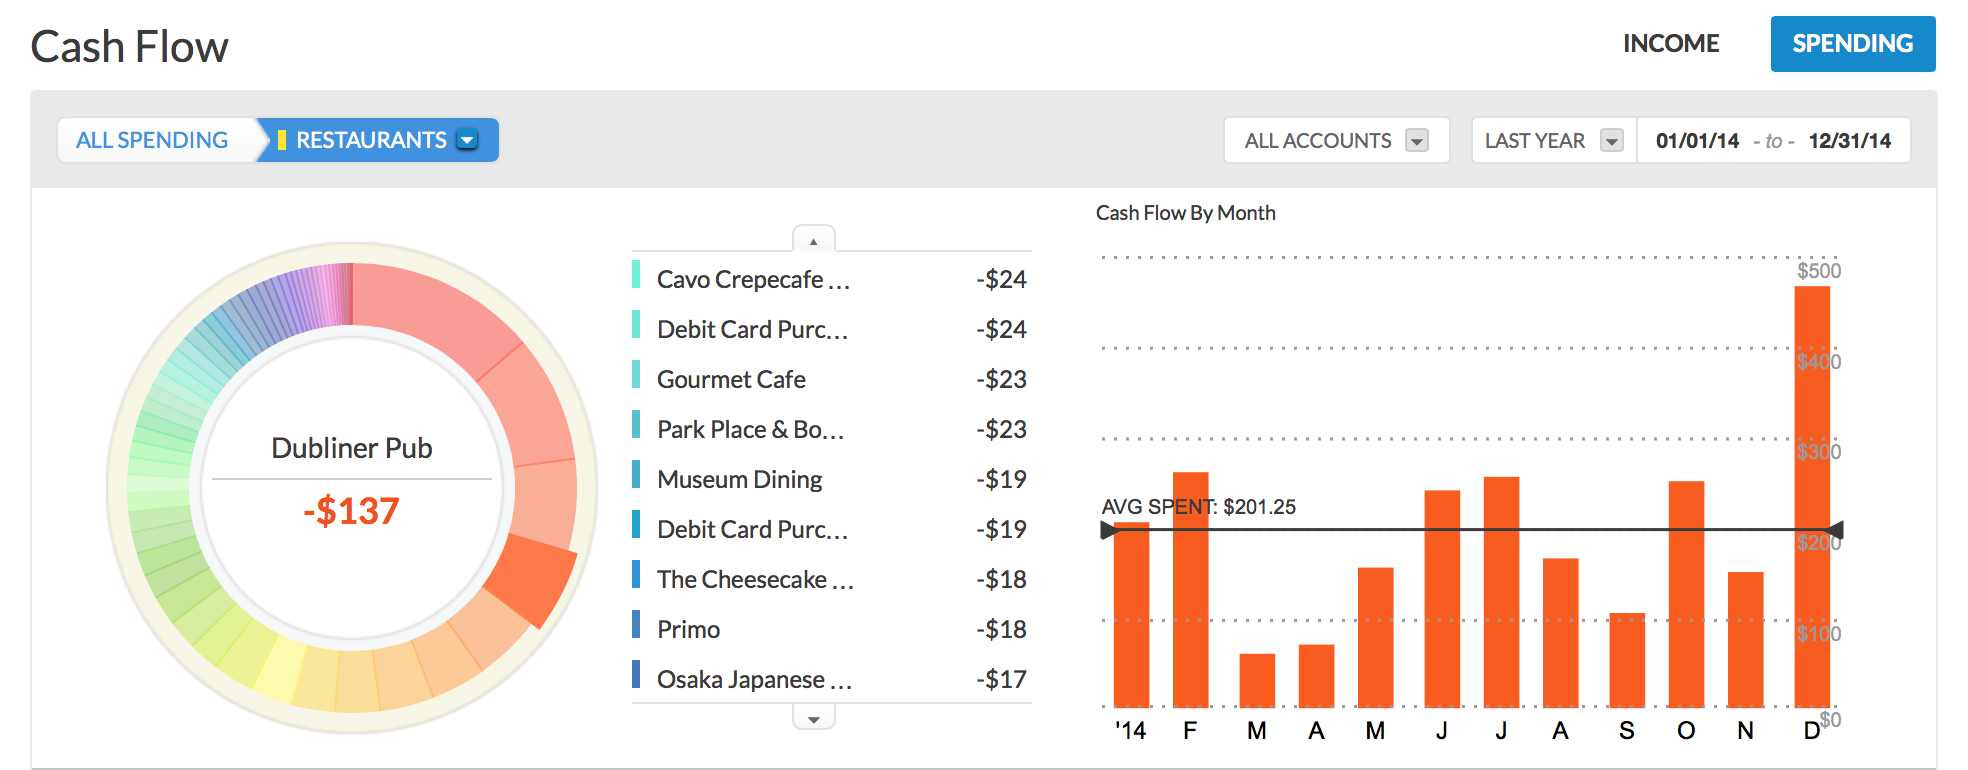 Cash Flow
INCOME
SPENDING
ALL SPENDING
RESTAURANTS
ALL ACCOUNTS
LAST YEAR
01/01/14 - to - 12/31/14
Dubliner Pub
-$137
Cavo Crepecafe ... -$24
Debit Card Purc... -$24
Gourmet Cafe -$23
Park Place & Bo... -$23
Museum Dining -$19
Debit Card Purc... -$19
The Cheesecake ... -$18
Primo -$18
Osaka Japanese ... -$17
Cash Flow By Month
$500
$400
$300
AVG SPENT: $201.25
$200
$100
$0
'14 F M A M J J A S O N D